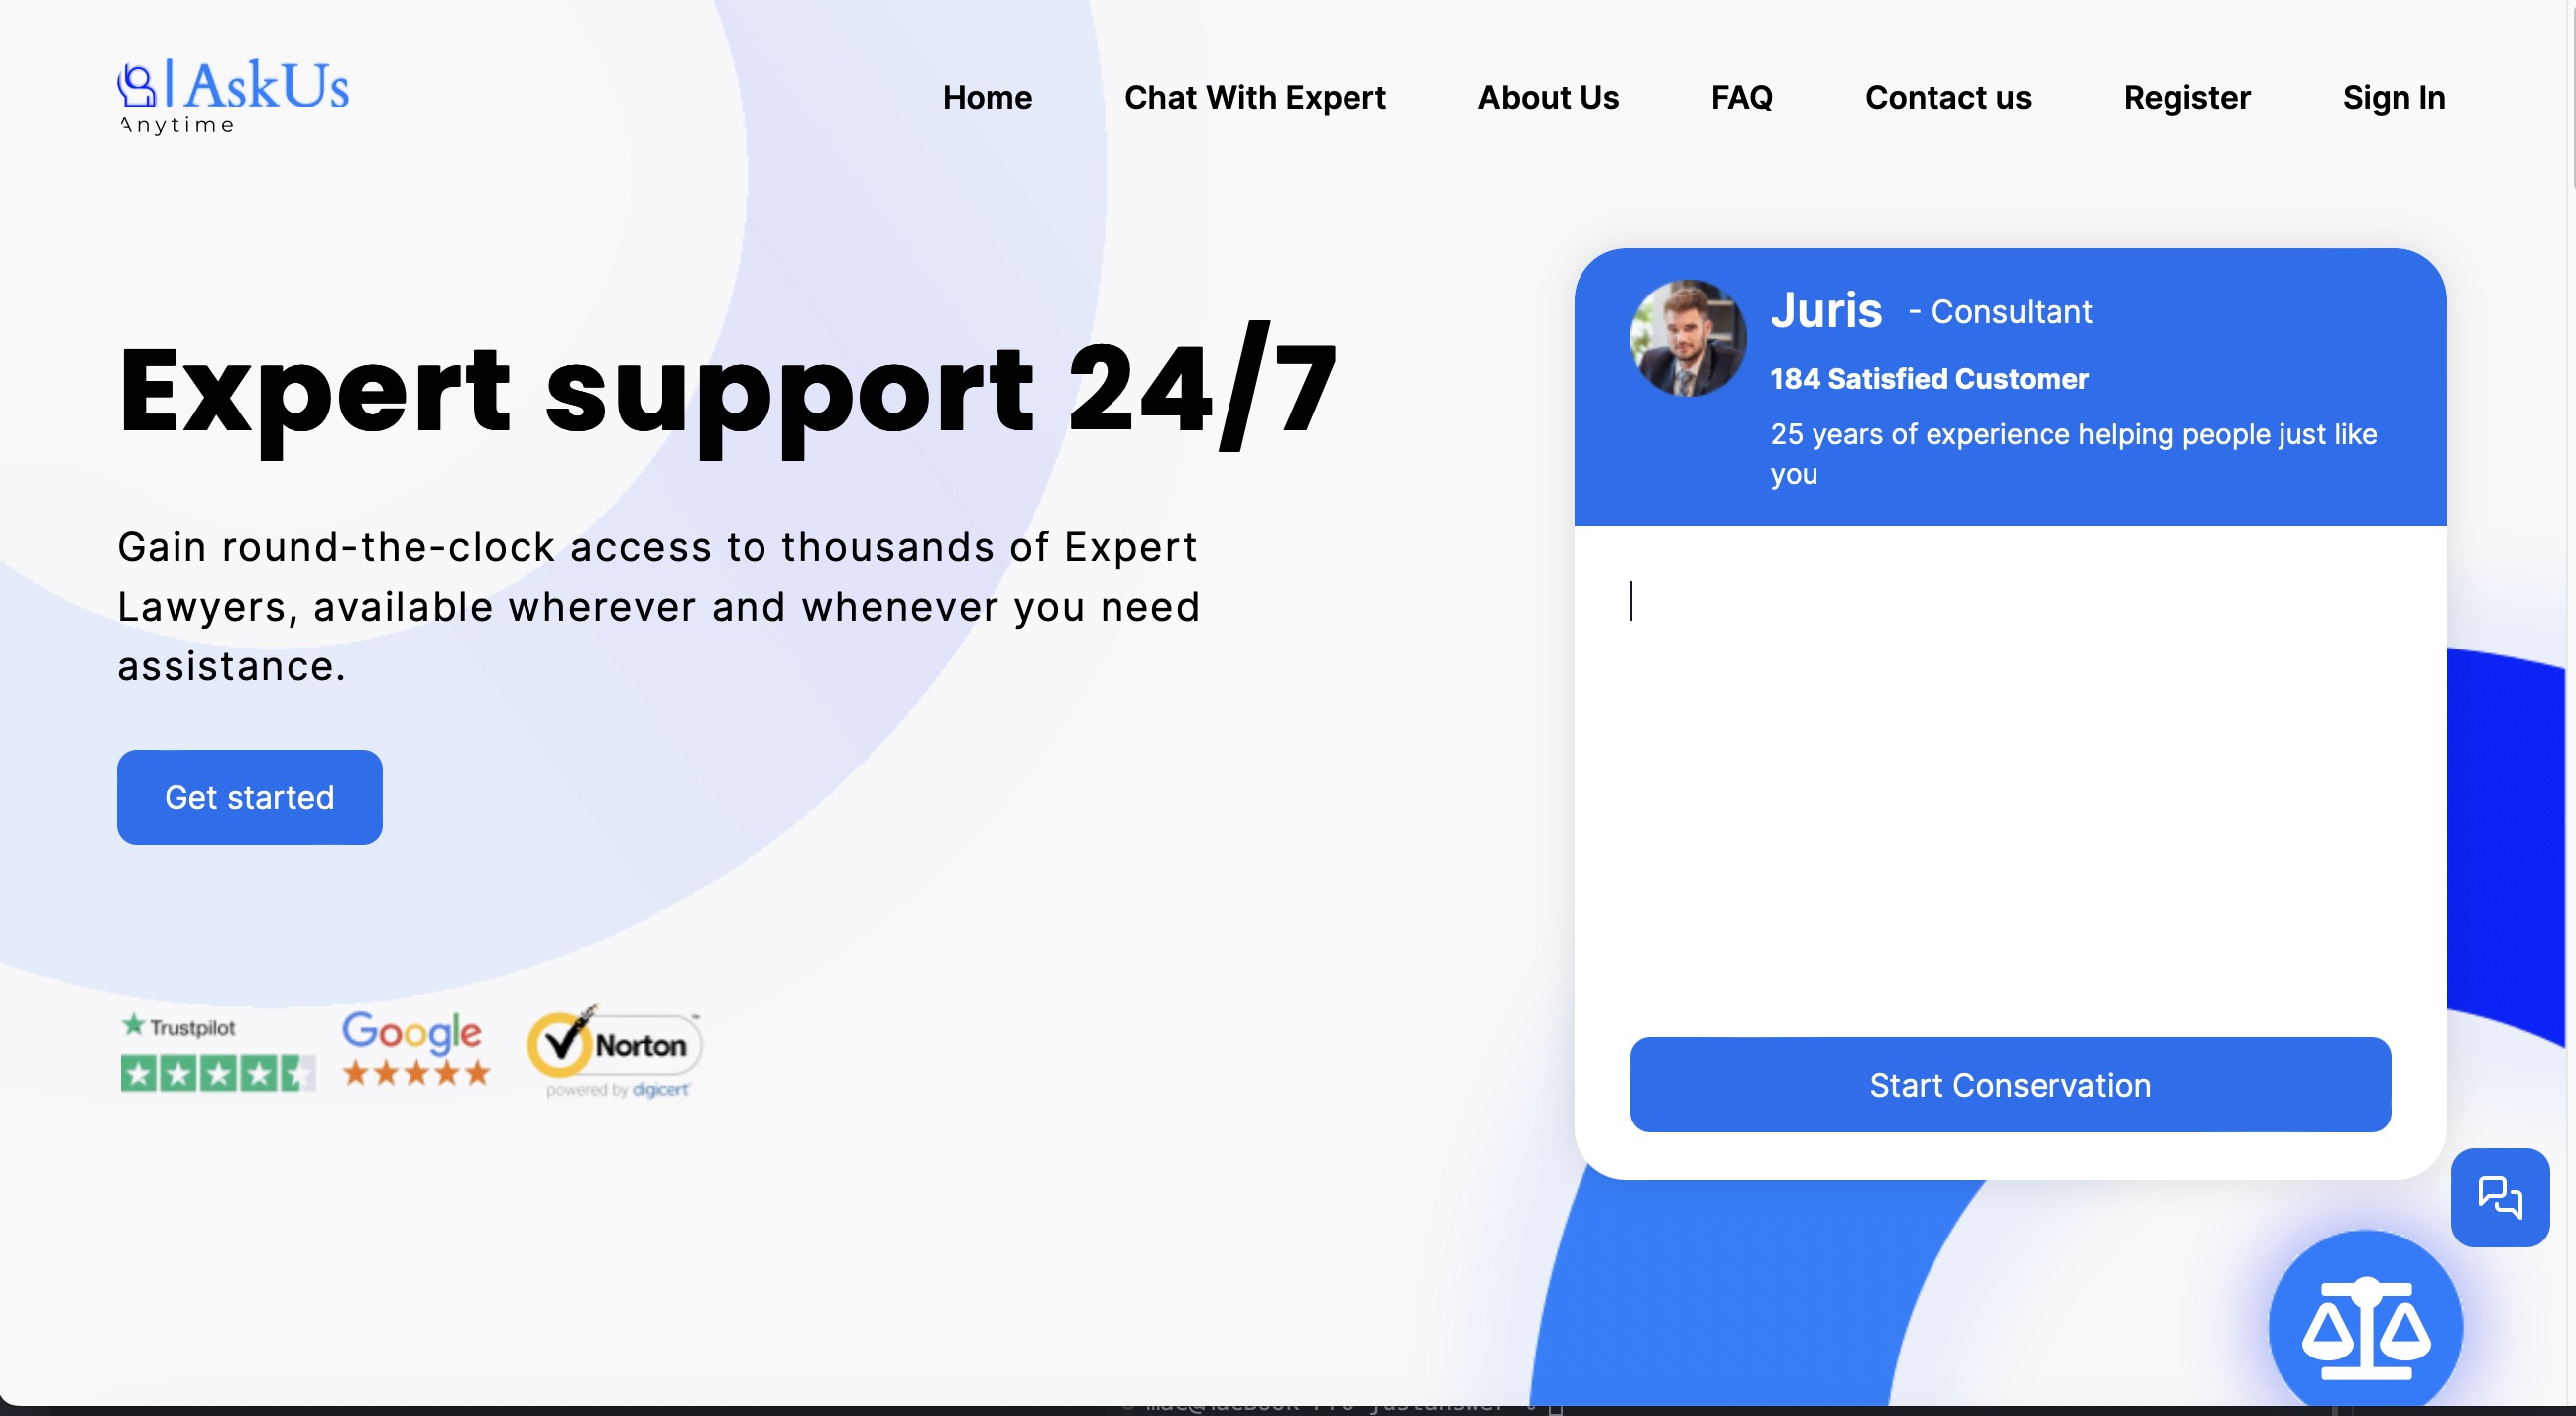 AskUs
Anytime
Home
Chat With Expert
About Us
FAQ
Contact us
Register
Sign In
Expert support 24/7
Gain round-the-clock access to thousands of Expert
Lawyers, available wherever and whenever you need
assistance.
Get started
Trustpilot
Google
Norton
powered by digicert
Juris - Consultant
184 Satisfied Customer
25 years of experience helping people just like
you
Start Conservation